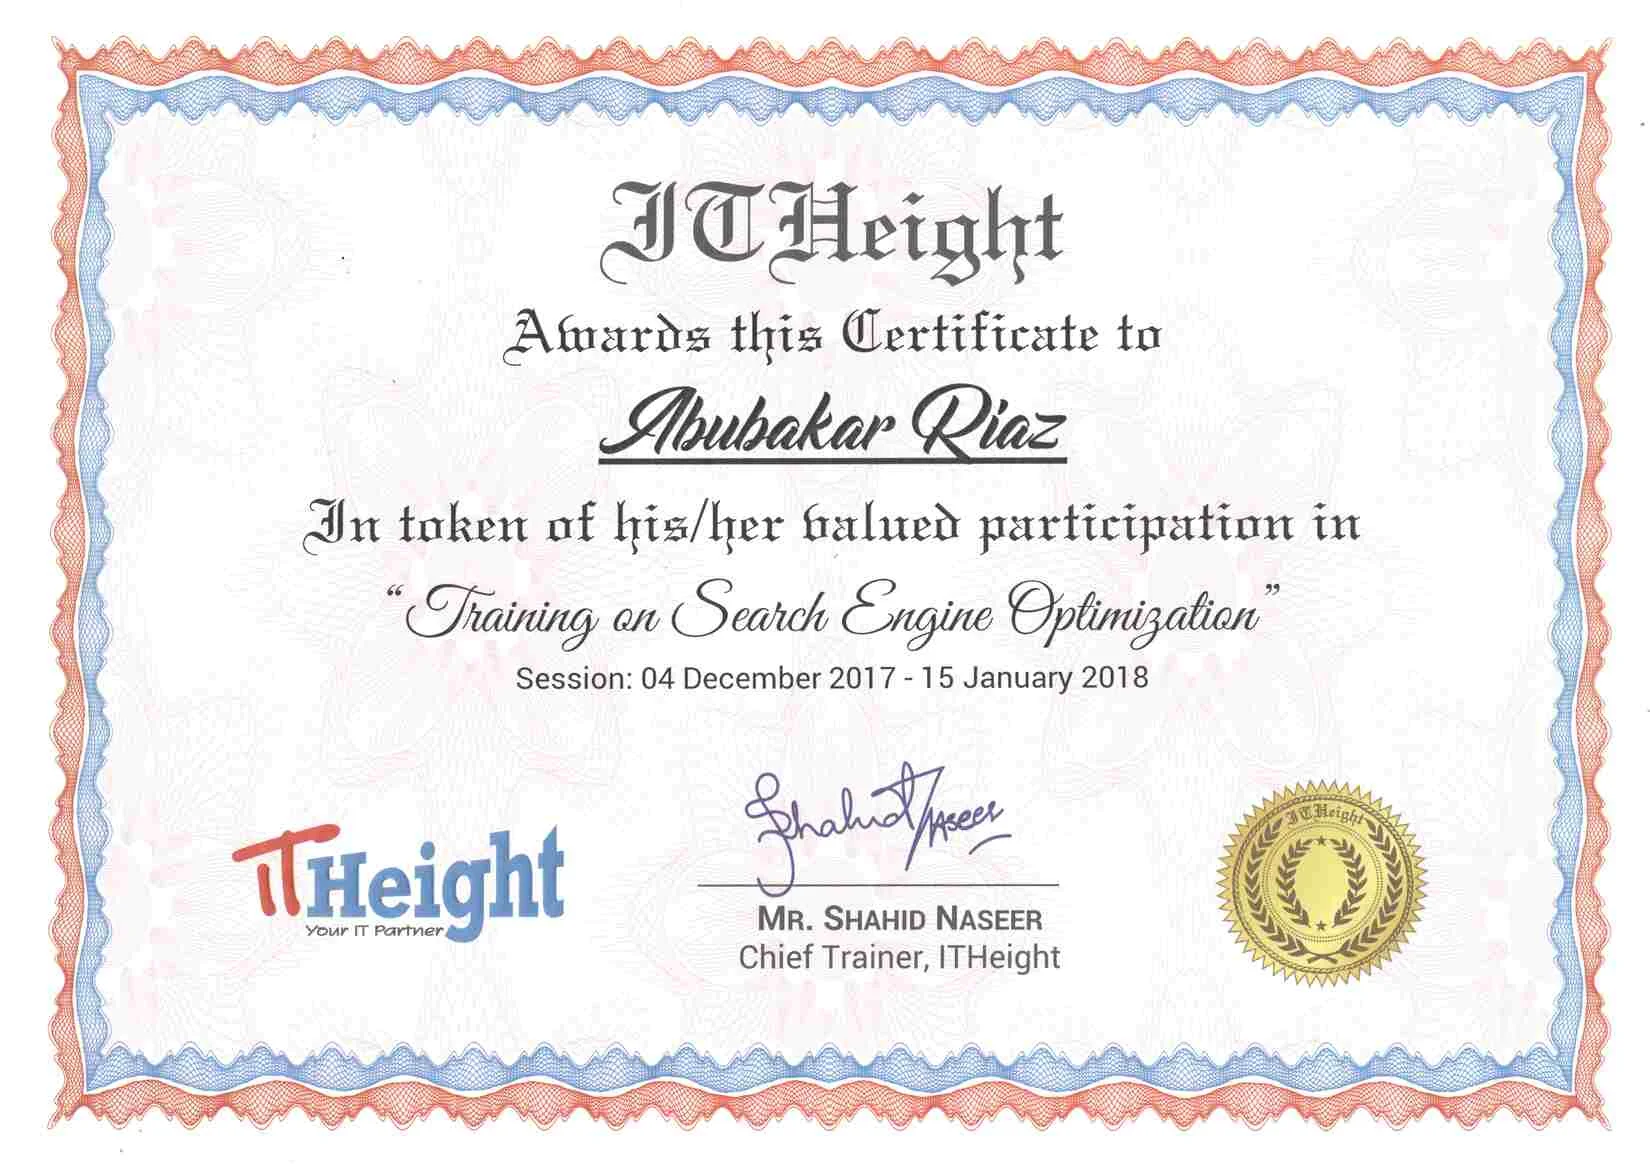 ITHeight
Awards this Certificate to
Abubakar Riaz
In token of his/her valued participation in
“Training on Search Engine Optimization”
Session: 04 December 2017 - 15 January 2018
Shahid Naseer
ITHeight
ITHeight
Your IT Partner
MR. SHAHID NASEER
Chief Trainer, ITHeight